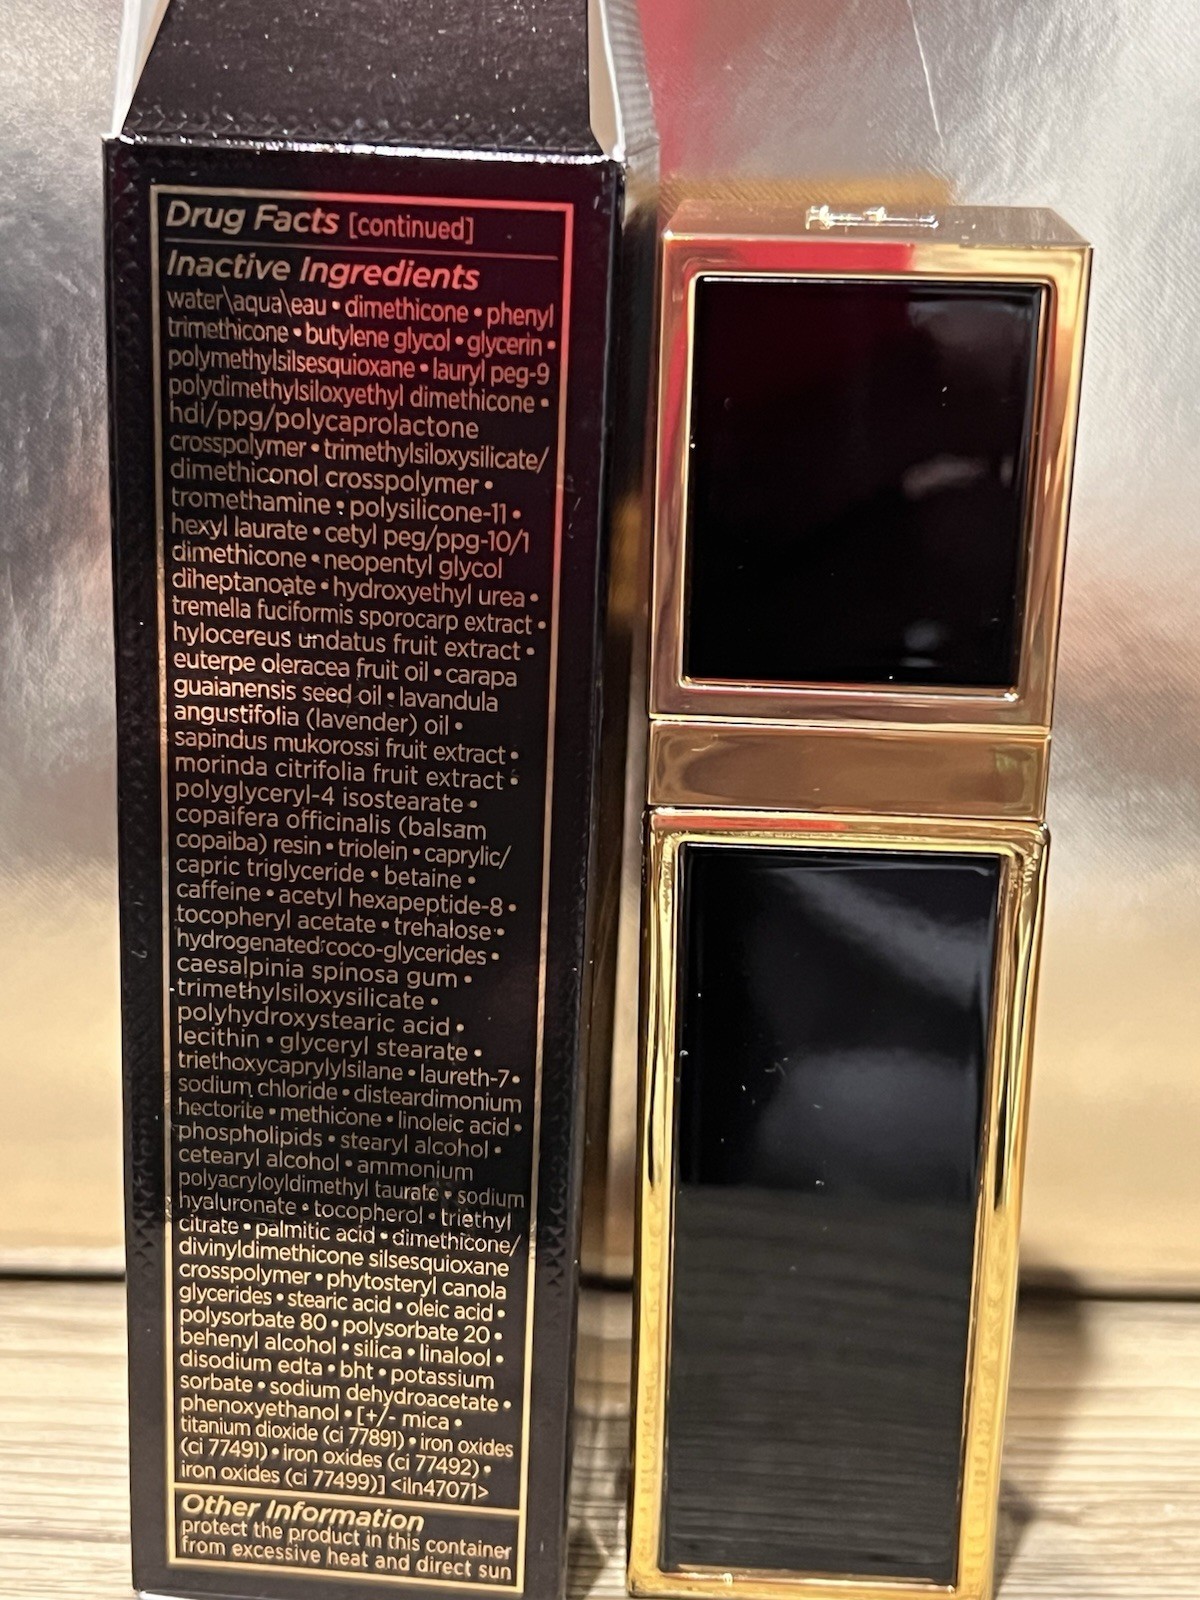 Drug Facts [continued]
Inactive Ingredients
water\aqua\eau • dimethicone • phenyl
trimethicone • butylene glycol • glycerin •
polymethylsilsesquioxane • lauryl peg-9
polydimethylsiloxyethyl dimethicone •
hdi/ppg/polycaprolactone
crosspolymer • trimethylsiloxysilicate/
dimethiconol crosspolymer •
tromethamine • polysilicone-11 •
hexyl laurate • cetyl peg/ppg-10/1
dimethicone • neopentyl glycol
diheptanoate • hydroxyethyl urea •
tremella fuciformis sporocarp extract •
hylocereus undatus fruit extract •
euterpe oleracea fruit oil • carapa
guaianensis seed oil • lavandula
angustifolia (lavender) oil •
sapindus mukorossi fruit extract •
morinda citrifolia fruit extract •
polyglyceryl-4 isostearate •
copaifera officinalis (balsam
copaiba) resin • triolein • caprylic/
capric triglyceride • betaine •
caffeine • acetyl hexapeptide-8 •
tocopheryl acetate • trehalose •
hydrogenated coco-glycerides •
caesalpinia spinosa gum •
trimethylsiloxysilicate •
polyhydroxystearic acid •
lecithin • glyceryl stearate •
triethoxycaprylylsilane • laureth-7 •
sodium chloride • disteardimonium
hectorite • methicone • linoleic acid •
phospholipids • stearyl alcohol •
cetearyl alcohol • ammonium
polyacryloyldimethyl taurate • sodium
hyaluronate • tocopherol • triethyl
citrate • palmitic acid • dimethicone/
divinyldimethicone silsesquioxane
crosspolymer • phytosteryl canola
glycerides • stearic acid • oleic acid •
polysorbate 80 • polysorbate 20 •
behenyl alcohol • silica • linalool •
disodium edta • bht • potassium
sorbate • sodium dehydroacetate •
phenoxyethanol • [+/- mica •
titanium dioxide (ci 77891) • iron oxides
(ci 77491) • iron oxides (ci 77492) •
iron oxides (ci 77499)] <iln47071>
Other Information
protect the product in this container
from excessive heat and direct sun